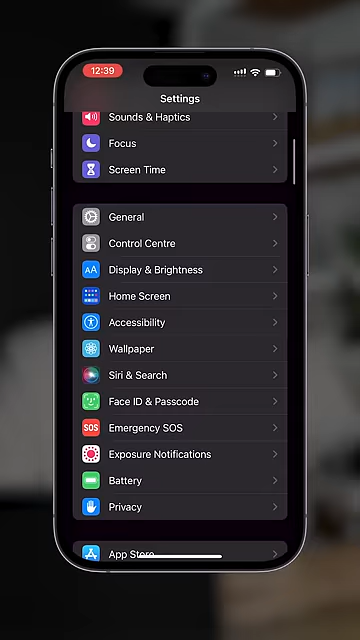 12:39
Settings
Sounds & Haptics
Focus
Screen Time
General
Control Centre
AA Display & Brightness
Home Screen
Accessibility
Wallpaper
Siri & Search
Face ID & Passcode
SOS Emergency SOS
Exposure Notifications
Battery
Privacy
App Store